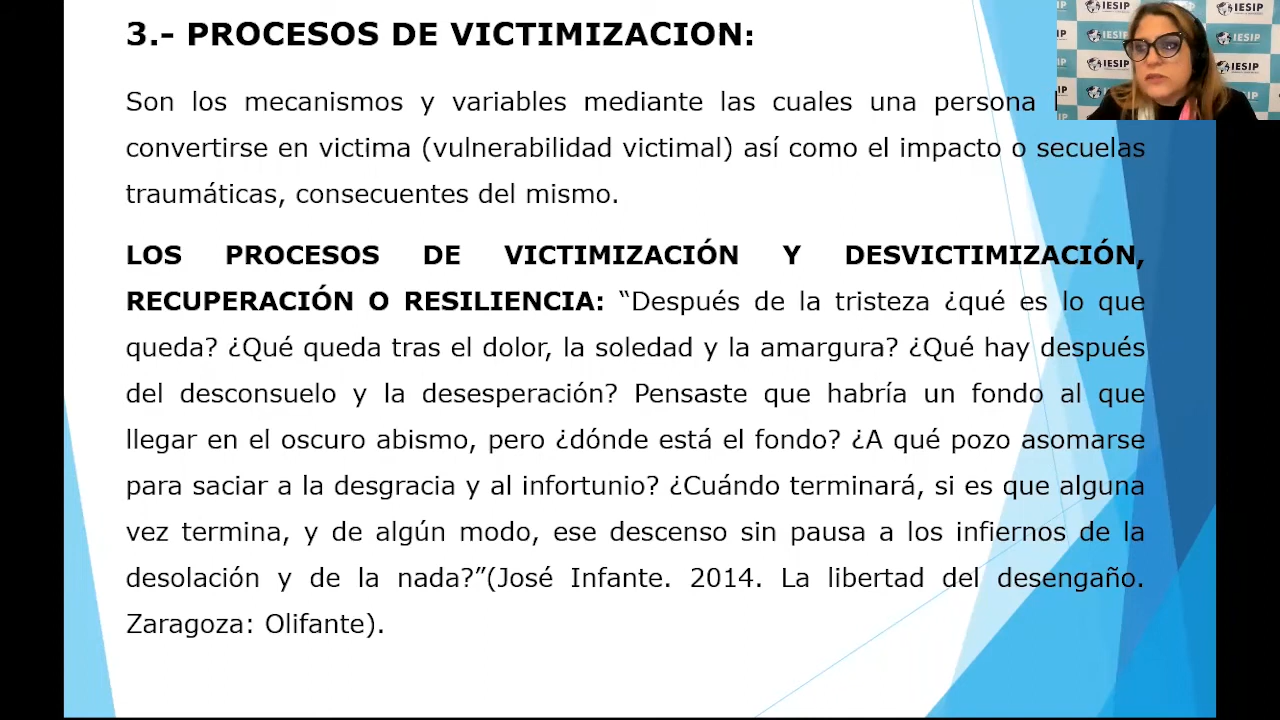 3.- PROCESOS DE VICTIMIZACION:
Son los mecanismos y variables mediante las cuales una persona
convertirse en victima (vulnerabilidad victimal) así como el impacto o secuelas
traumáticas, consecuentes del mismo.
LOS PROCESOS DE VICTIMIZACIÓN Y DESVICTIMIZACIÓN,
RECUPERACIÓN O RESILIENCIA: “Después de la tristeza ¿qué es lo que
queda? ¿Qué queda tras el dolor, la soledad y la amargura? ¿Qué hay después
del desconsuelo y la desesperación? Pensaste que habría un fondo al que
llegar en el oscuro abismo, pero ¿dónde está el fondo? ¿A qué pozo asomarse
para saciar a la desgracia y al infortunio? ¿Cuándo terminará, si es que alguna
vez termina, y de algún modo, ese descenso sin pausa a los infiernos de la
desolación y de la nada?”(José Infante. 2014. La libertad del desengaño.
Zaragoza: Olifante).
IESIP IESIP
IESIP
IESIP IESIP
IESIP